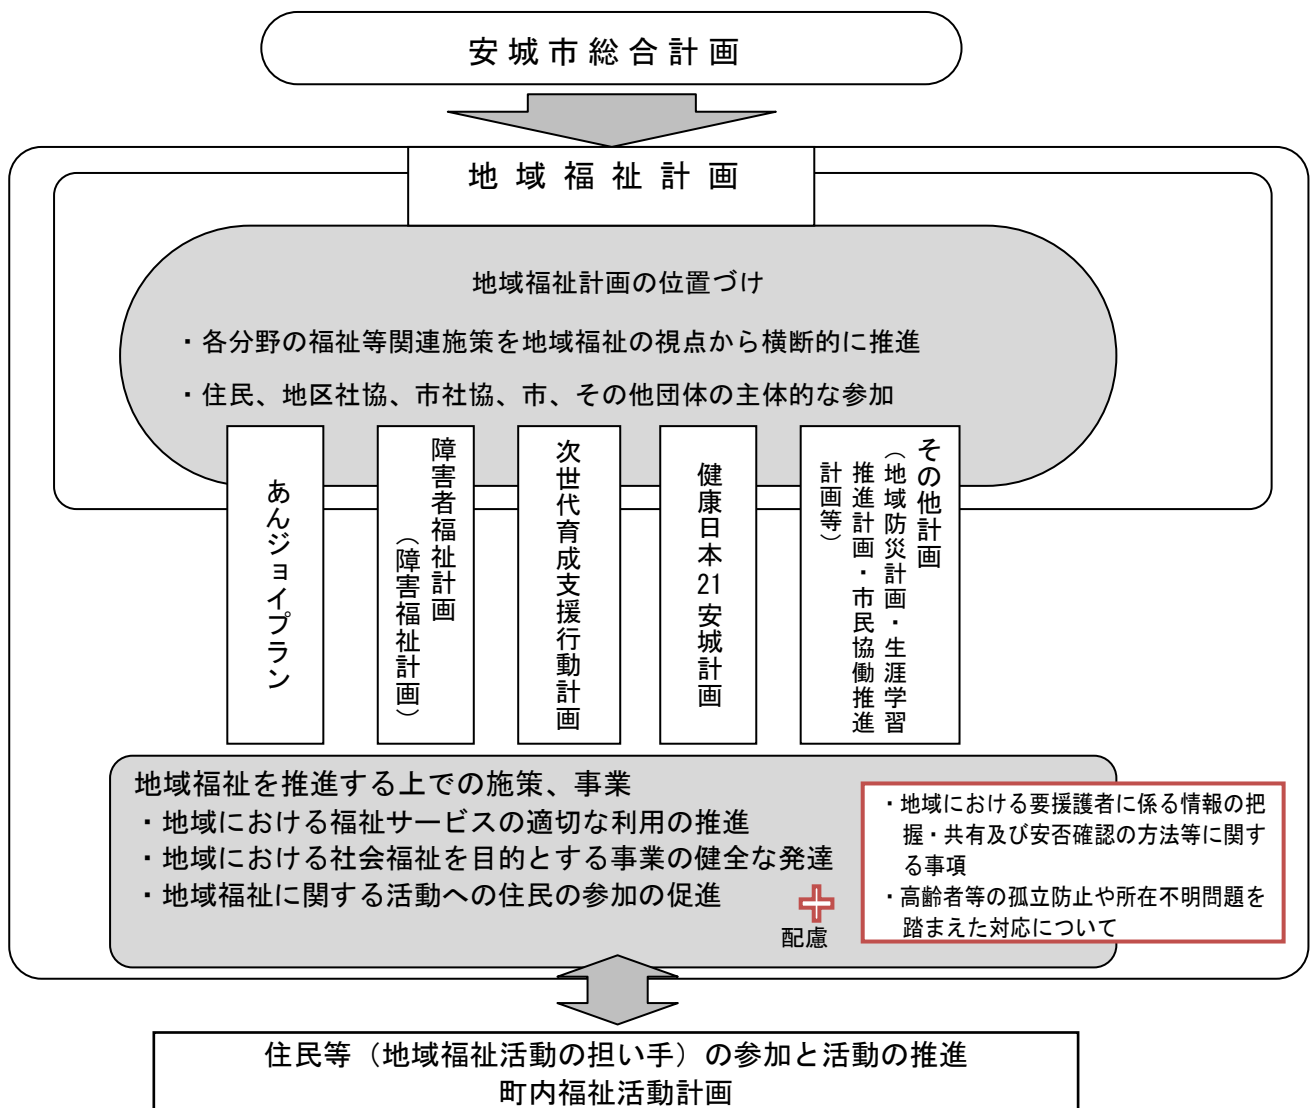 安城市総合計画
地域福祉計画
地域福祉計画の位置づけ
・各分野の福祉等関連施策を地域福祉の視点から横断的に推進
・住民、地区社協、市社協、市、その他団体の主体的な参加
あんジョイプラン
障害者福祉計画
（障害福祉計画）
次世代育成支援行動計画
健康日本21安城計画
その他計画
（地域防災計画・生涯学習
推進計画・市民協働推進
計画等）
地域福祉を推進する上での施策、事業
・地域における福祉サービスの適切な利用の推進
・地域における社会福祉を目的とする事業の健全な発達
・地域福祉に関する活動への住民の参加の促進
配慮
・地域における要援護者に係る情報の把
握・共有及び安否確認の方法等に関す
る事項
・高齢者等の孤立防止や所在不明問題を
踏まえた対応について
住民等（地域福祉活動の担い手）の参加と活動の推進
町内福祉活動計画